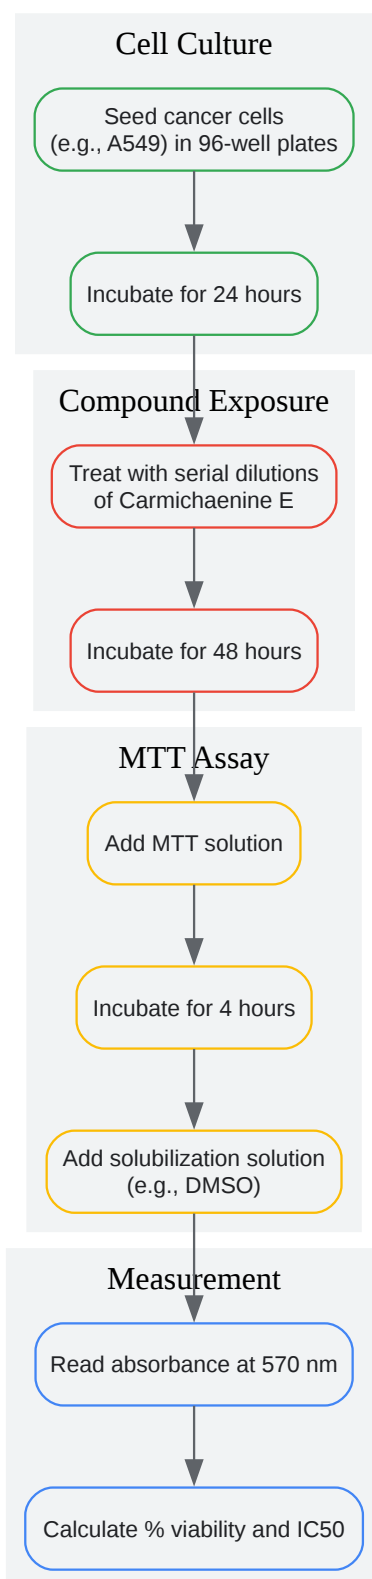 Cell Culture
Seed cancer cells
(e.g., A549) in 96-well plates
Incubate for 24 hours
Compound Exposure
Treat with serial dilutions
of Carmichaenine E
Incubate for 48 hours
MTT Assay
Add MTT solution
Incubate for 4 hours
Add solubilization solution
(e.g., DMSO)
Measurement
Read absorbance at 570 nm
Calculate % viability and IC50